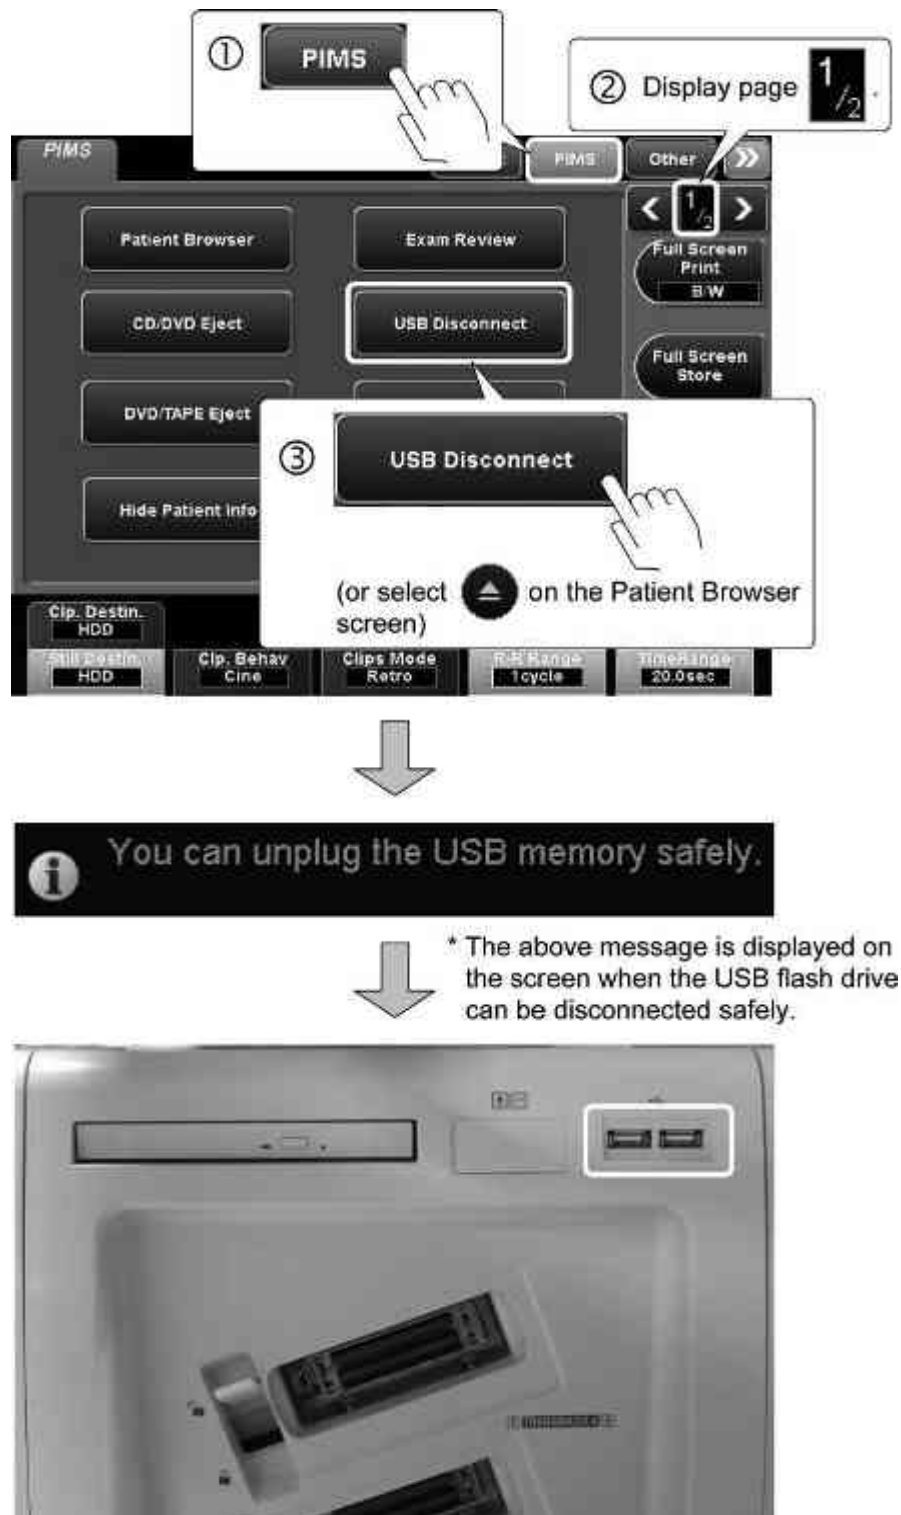 ① PIMS
② Display page 1/2 .
PIMS
PIMS
Other
1/2
Patient Browser
Exam Review
Full Screen
Print
B/W
CD/DVD Eject
USB Disconnect
Full Screen
Store
DVD/TAPE Eject
③ USB Disconnect
Hide Patient Info
(or select on the Patient Browser
screen)
Clp. Destin.
HDD
Still Destin.
HDD
Clp. Behav
Cine
Clips Mode
Retro
R-R Range
1cycle
TimeRange
20.0sec
You can unplug the USB memory safely.
* The above message is displayed on
the screen when the USB flash drive
can be disconnected safely.